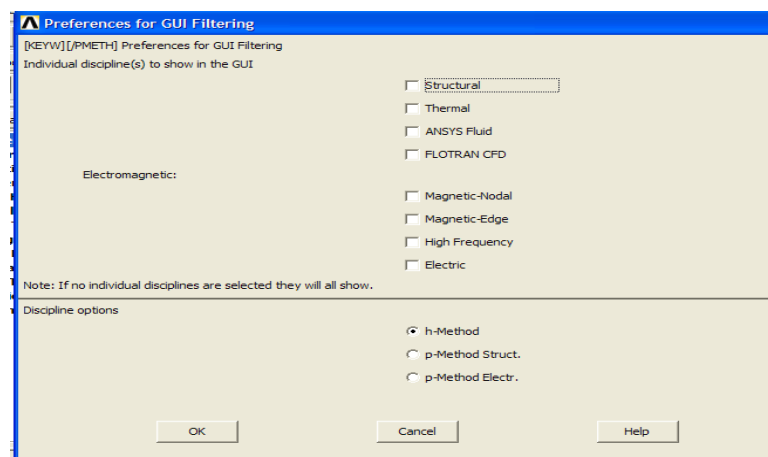 Preferences for GUI Filtering
[KEYW][/PMETH] Preferences for GUI Filtering
Individual discipline(s) to show in the GUI
Structural
Thermal
ANSYS Fluid
FLOTRAN CFD
Electromagnetic:
Magnetic-Nodal
Magnetic-Edge
High Frequency
Electric
Note: If no individual disciplines are selected they will all show.
Discipline options
h-Method
p-Method Struct.
p-Method Electr.
OK Cancel Help